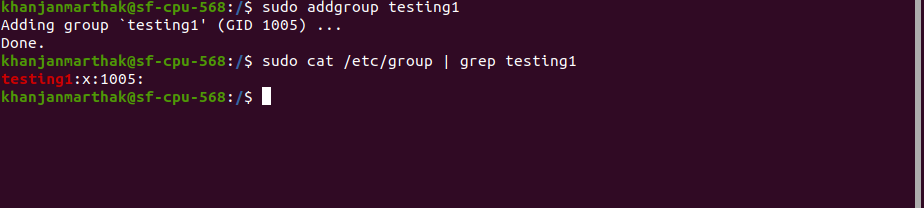 khanjanmarthak@sf-cpu-568:/$ sudo addgroup testing1
Adding group `testing1' (GID 1005) ...
Done.
khanjanmarthak@sf-cpu-568:/$ sudo cat /etc/group | grep testing1
testing1:x:1005:
khanjanmarthak@sf-cpu-568:/$